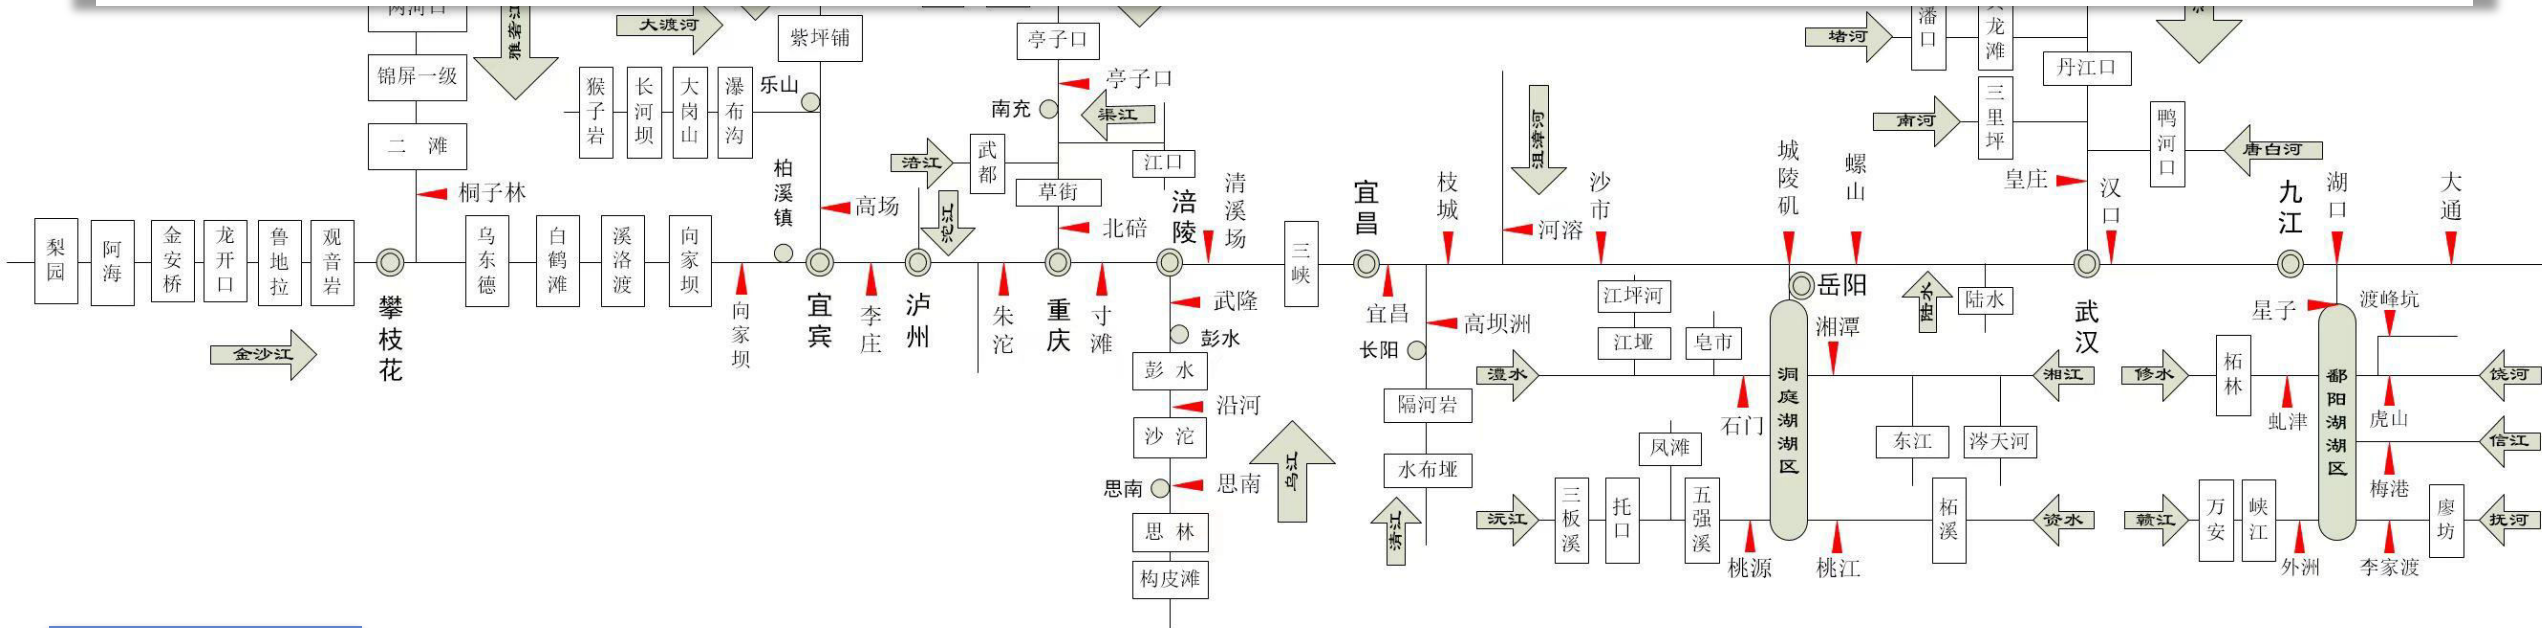 两河口
锦屏一级
二 滩
雅砻江
桐子林
大渡河
紫坪铺
猴子岩
长河坝
大岗山
瀑布沟
乐山
柏溪镇
高场
亭子口
亭子口
南充
渠江
涪江
武都
江口
草街
沱江
北碚
涪陵
清溪场
宜昌
枝城
沮漳河
河溶
沙市
城陵矶
螺山
堵河
潘口
龙滩
丹江口
南河
三里坪
鸭河口
唐白河
皇庄
汉口
九江
湖口
大通
梨园
阿海
金安桥
龙开口
鲁地拉
观音岩
乌东德
白鹤滩
溪洛渡
向家坝
三峡
金沙江
攀枝花
向家坝
宜宾
李庄
泸州
朱沱
重庆
寸滩
武隆
彭水
彭 水
沿河
沙 沱
思南
思南
思 林
构皮滩
乌江
宜昌
高坝洲
长阳
隔河岩
水布垭
清江
江坪河
江垭
皂市
澧水
石门
凤滩
沅江
三板溪
托口
五强溪
桃源
洞庭湖湖区
岳阳
湘潭
陆水
陆水
武汉
湘江
东江
涔天河
柘溪
资水
桃江
星子
渡峰坑
修水
柘林
虬津
鄱阳湖湖区
虎山
饶河
信江
梅港
赣江
万安
峡江
外洲
李家渡
廖坊
抚河